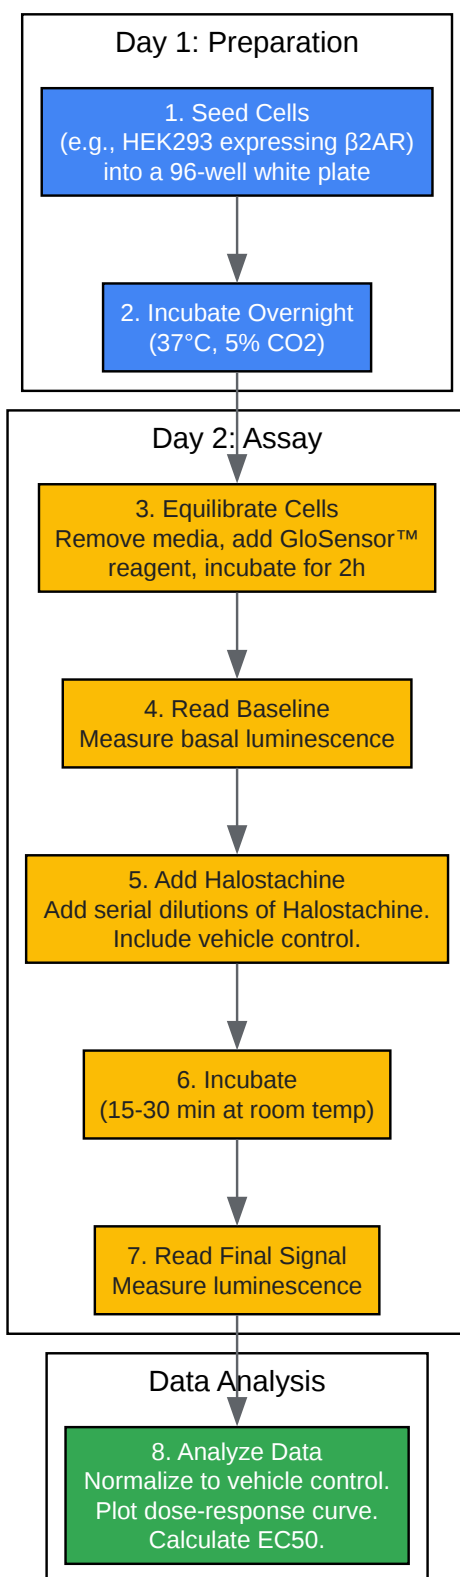 Day 1: Preparation
1. Seed Cells
(e.g., HEK293 expressing β2AR)
into a 96-well white plate
2. Incubate Overnight
(37°C, 5% CO2)
Day 2: Assay
3. Equilibrate Cells
Remove media, add GloSensor™
reagent, incubate for 2h
4. Read Baseline
Measure basal luminescence
5. Add Halostachine
Add serial dilutions of Halostachine.
Include vehicle control.
6. Incubate
(15-30 min at room temp)
7. Read Final Signal
Measure luminescence
Data Analysis
8. Analyze Data
Normalize to vehicle control.
Plot dose-response curve.
Calculate EC50.